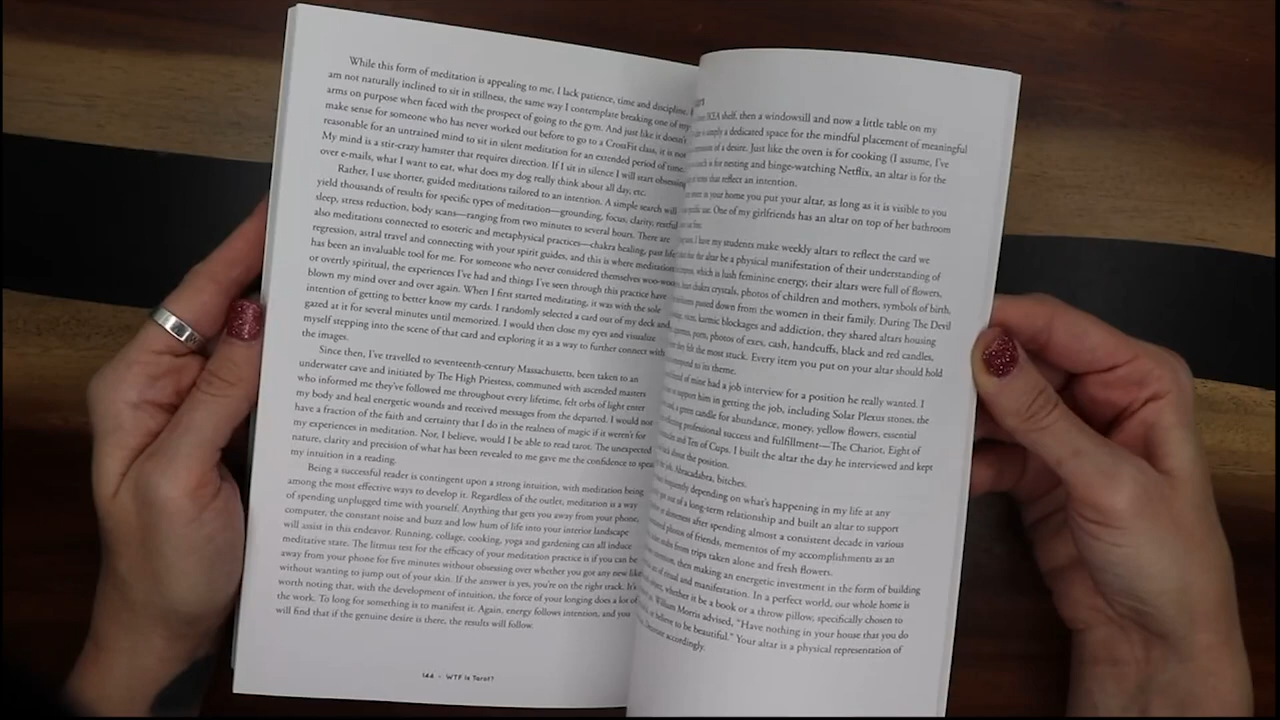 While this form of meditation is appealing to me, I lack patience, time and discipline. I
am not naturally inclined to sit in stillness, the same way I contemplate breaking one of my
arms on purpose when faced with the prospect of going to the gym. And just like it doesn't
make sense for someone who has never worked out before to go to a CrossFit class, it is not
reasonable for an untrained mind to sit in silent meditation for an extended period of time.
My mind is a stir-crazy hamster that requires direction. If I sit in silence I will start obsessing
over e-mails, what I want to eat, what does my dog really think about all day, etc.
Rather, I use shorter, guided meditations tailored to an intention. A simple search will
yield thousands of results for specific types of meditation—grounding, focus, clarity, restful
sleep, stress reduction, body scans—ranging from two minutes to several hours. There are
also meditations connected to esoteric and metaphysical practices—chakra healing, past life
regression, astral travel and connecting with your spirit guides, and this is where meditation
has been an invaluable tool for me. For someone who never considered themselves woo-woo
or overtly spiritual, the experiences I've had and things I've seen through this practice have
blown my mind over and over again. When I first started meditating, it was with the sole
intention of getting to better know my cards. I randomly selected a card out of my deck and
gazed at it for several minutes until memorized. I would then close my eyes and visualize
myself stepping into the scene of that card and exploring it as a way to further connect with
the images.
Since then, I've travelled to seventeenth-century Massachusetts, been taken to an
underwater cave and initiated by The High Priestess, communed with ascended masters
who informed me they've followed me throughout every lifetime, felt orbs of light enter
my body and heal energetic wounds and received messages from the departed. I would not
have a fraction of the faith and certainty that I do in the realness of magic if it weren't for
my experiences in meditation. Nor, I believe, would I be able to read tarot. The unexpected
nature, clarity and precision of what has been revealed to me gave me the confidence to speak
my intuition in a reading.
Being a successful reader is contingent upon a strong intuition, with meditation being
among the most effective ways to develop it. Regardless of the outlet, meditation is a way
of spending unplugged time with yourself. Anything that gets you away from your phone,
computer, the constant noise and buzz and low hum of life into your interior landscape
will assist in this endeavor. Running, collage, cooking, yoga and gardening can all induce
meditative state. The litmus test for the efficacy of your meditation practice is if you can be
away from your phone for five minutes without obsessing over whether you got any new like
without wanting to jump out of your skin. If the answer is yes, you're on the right track. It's
worth noting that, with the development of intuition, the force of your longing does a lot of
the work. To long for something is to manifest it. Again, energy follows intention, and you
will find that if the genuine desire is there, the results will follow.
144 - WTF is Tarot?
IKEA shelf, then a windowsill and now a little table on my
is simply a dedicated space for the mindful placement of meaningful
of a desire. Just like the oven is for cooking (I assume, I've
is for nesting and binge-watching Netflix, an altar is for the
that reflect an intention.
in your home you put your altar, as long as it is visible to you
One of my girlfriends has an altar on top of her bathroom
I have my students make weekly altars to reflect the card we
the altar be a physical manifestation of their understanding of
which is lush feminine energy, their altars were full of flowers,
crystals, photos of children and mothers, symbols of birth,
passed down from the women in their family. During The Devil
karmic blockages and addiction, they shared altars housing
porn, photos of exes, cash, handcuffs, black and red candles,
felt the most stuck. Every item you put on your altar should hold
to its theme.
of mine had a job interview for a position he really wanted. I
support him in getting the job, including Solar Plexus stones, the
a green candle for abundance, money, yellow flowers, essential
professional success and fulfillment—The Chariot, Eight of
and Ten of Cups. I built the altar the day he interviewed and kept
about the position.
Abracadabra, bitches.
depending on what's happening in my life at any
out of a long-term relationship and built an altar to support
after spending almost a consistent decade in various
photos of friends, mementos of my accomplishments as an
stubs from trips taken alone and fresh flowers.
then making an energetic investment in the form of building
of ritual and manifestation. In a perfect world, our whole home is
whether it be a book or a throw pillow, specifically chosen to
William Morris advised, "Have nothing in your house that you do
believe to be beautiful." Your altar is a physical representation of
accordingly.